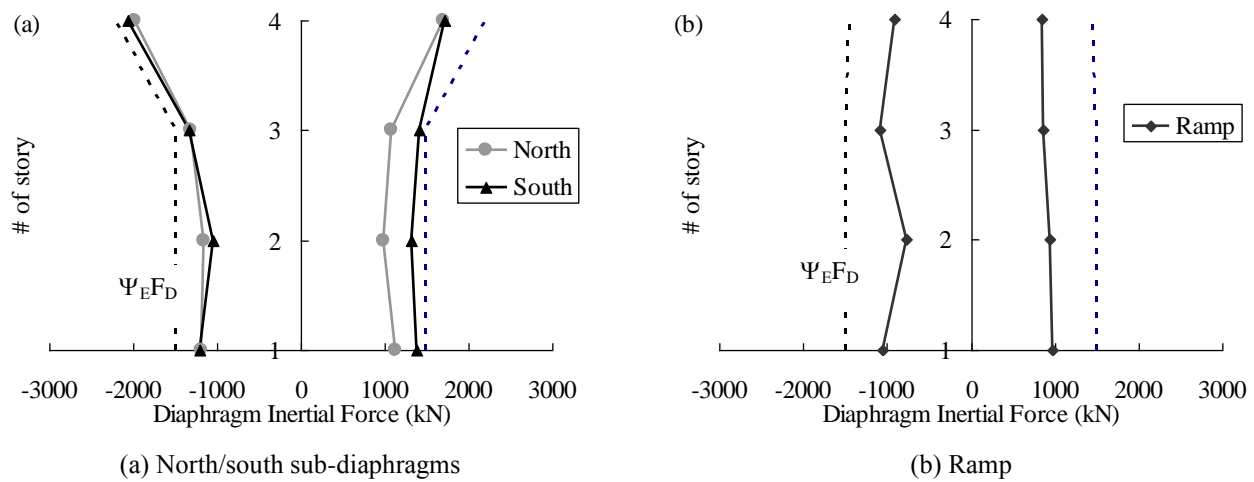 (a)
4
3
2
1
# of story
Ψ_EF_D
North
South
-3000 -2000 -1000 0 1000 2000 3000
Diaphragm Inertial Force (kN)
(a) North/south sub-diaphragms
(b)
4
3
2
1
# of story
Ψ_EF_D
Ramp
-3000 -2000 -1000 0 1000 2000 3000
Diaphragm Inertial Force (kN)
(b) Ramp